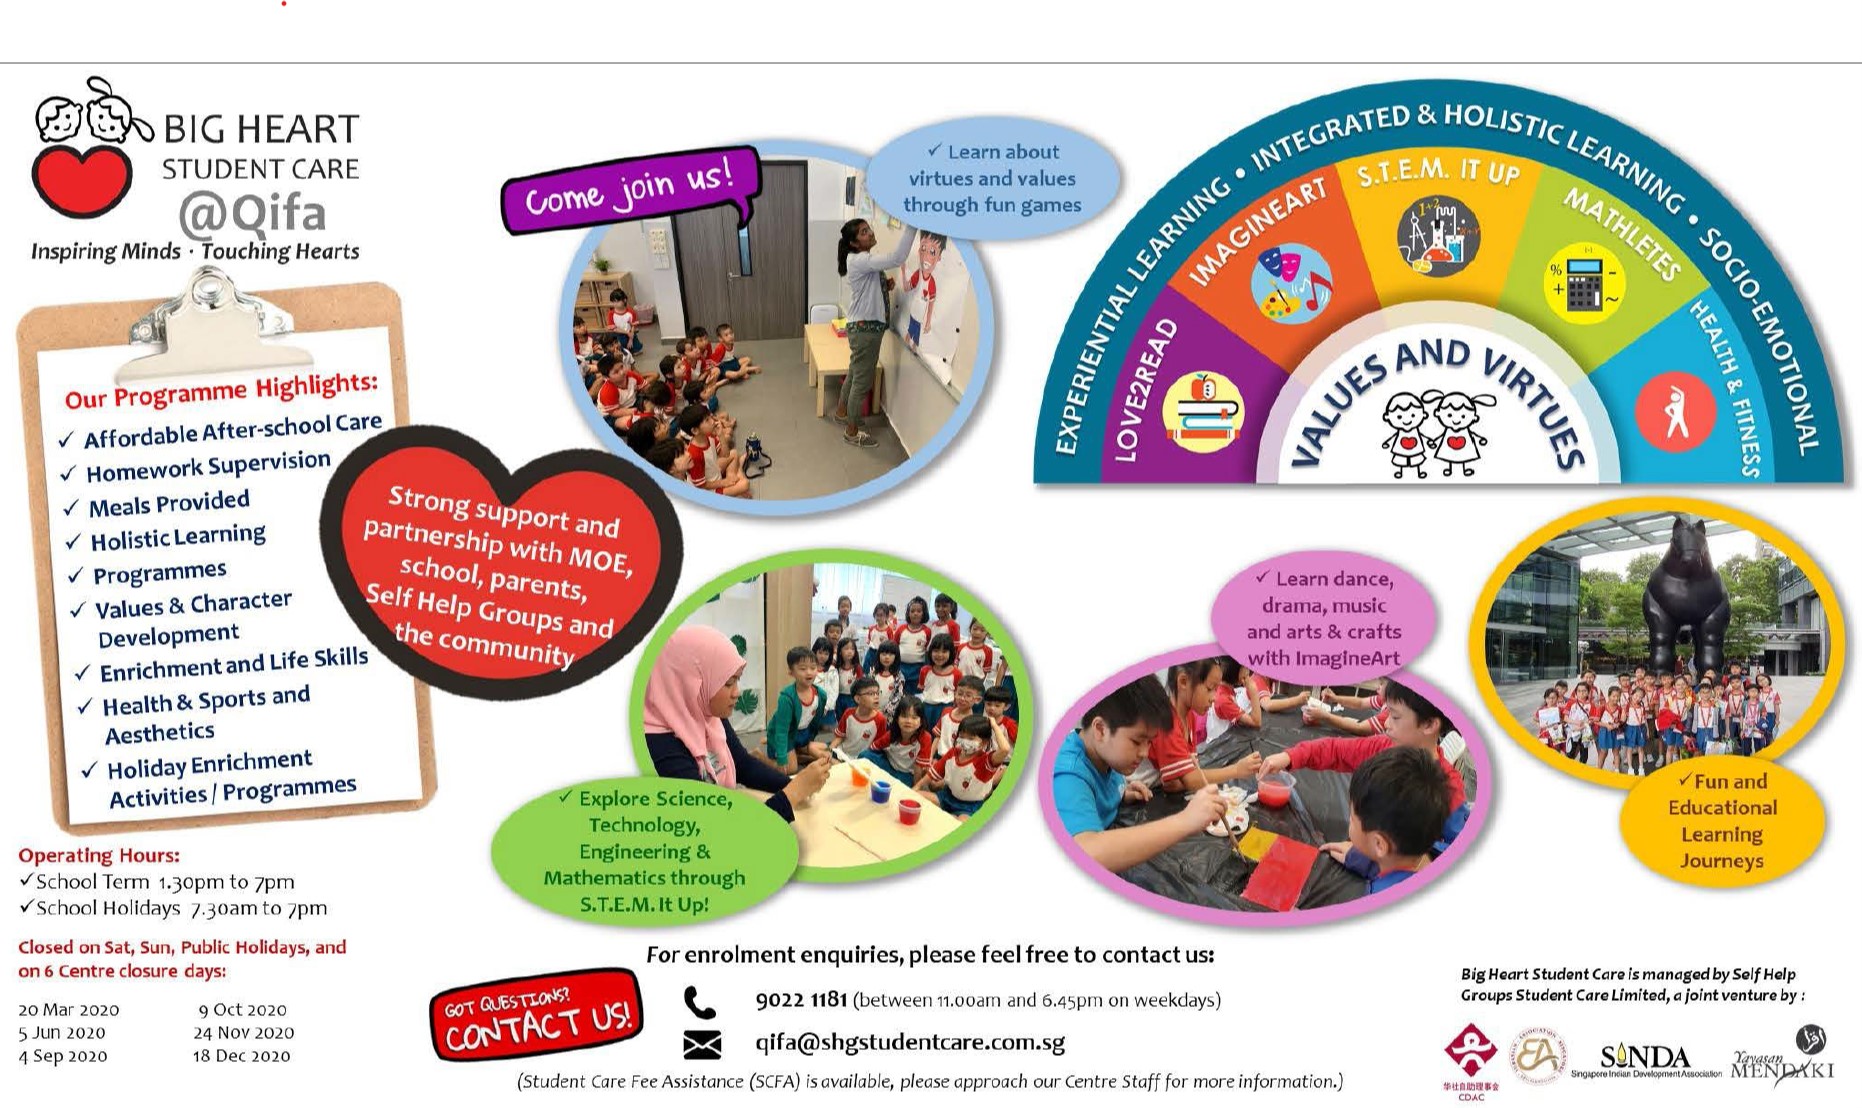 BIG HEART
STUDENT CARE
@Qifa
Inspiring Minds · Touching Hearts
Our Programme Highlights:
✓ Affordable After-school Care
✓ Homework Supervision
✓ Meals Provided
✓ Holistic Learning
✓ Programmes
✓ Values & Character
Development
✓ Enrichment and Life Skills
✓ Health & Sports and
Aesthetics
✓ Holiday Enrichment
Activities / Programmes
Strong support and
partnership with MOE,
school, parents,
Self Help Groups and
the community
Come join us!
✓ Learn about
virtues and values
through fun games
EXPERIENTIAL LEARNING • INTEGRATED & HOLISTIC LEARNING • SOCIO-EMOTIONAL
LOVE2READ
IMAGINEART
S.T.E.M. IT UP
MATHLETES
HEALTH & FITNESS
VALUES AND VIRTUES
✓ Explore Science,
Technology,
Engineering &
Mathematics through
S.T.E.M. It Up!
✓ Learn dance,
drama, music
and arts & crafts
with ImagineArt
✓ Fun and
Educational
Learning
Journeys
Operating Hours:
✓ School Term 1.30pm to 7pm
✓ School Holidays 7.30am to 7pm
Closed on Sat, Sun, Public Holidays, and
on 6 Centre closure days:
20 Mar 2020 9 Oct 2020
5 Jun 2020 24 Nov 2020
4 Sep 2020 18 Dec 2020
GOT QUESTIONS?
CONTACT US!
For enrolment enquiries, please feel free to contact us:
9022 1181 (between 11.00am and 6.45pm on weekdays)
qifa@shgstudentcare.com.sg
(Student Care Fee Assistance (SCFA) is available, please approach our Centre Staff for more information.)
Big Heart Student Care is managed by Self Help
Groups Student Care Limited, a joint venture by :
华社自助理事会
CDAC
EA
SINDA
Singapore Indian Development Association
Yayasan
MENDAKI